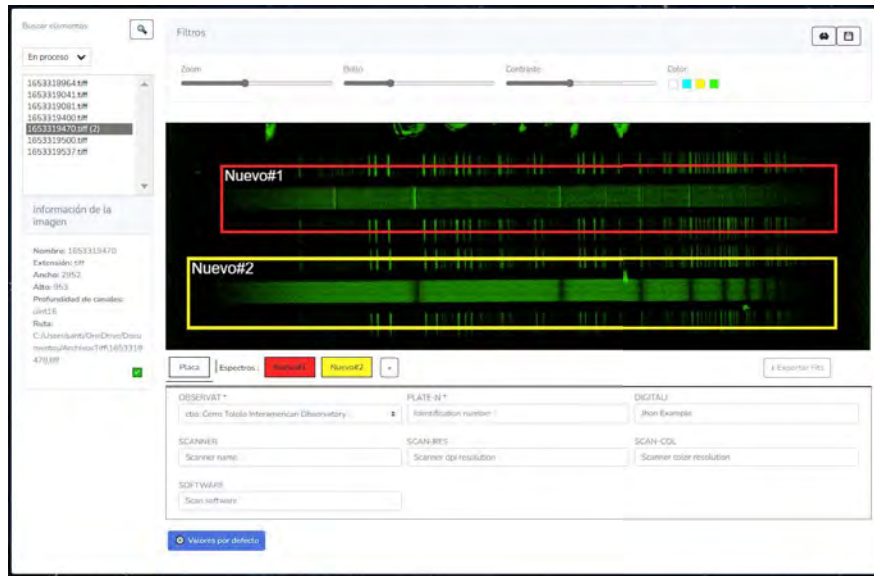 Buscar elementos
En proceso
1653318964.tiff
1653319041.tiff
1653319081.tiff
1653319400.tiff
1653319470.tiff (2)
1653319500.tiff
1653319537.tiff
Información de la
imagen
Nombre: 1653319470
Extensión: tiff
Ancho: 2952
Alto: 953
Profundidad de canales:
uint16
Ruta:
Filtros
Zoom
Brillo
Contraste
Color
Nuevo#1
Nuevo#2
Placa
Espectros :
Nuevo#1
Nuevo#2
+
Exportar Fits
OBSERVAT *
PLATE-N *
DIGITALI
ctio: Cerro Tololo Interamerican Observatory
Identification number
Jhon Example
SCANNER
SCAN-RES
SCAN-COL
Scanner name
Scanner dpi resolution
Scanner color resolution
SOFTWARE
Scan software
Valores por defecto